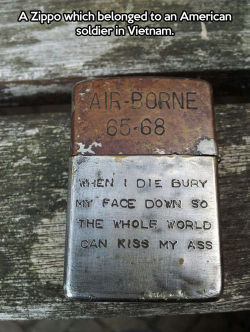 A Zippo which belonged to an American
soldier in Vietnam.
AIR-BORNE
65-68
WHEN I DIE BURY
MY FACE DOWN SO
THE WHOLE WORLD
CAN KISS MY ASS